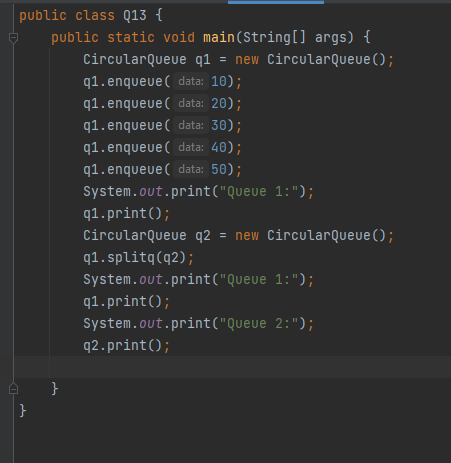 public class Q13 {
public static void main(String[] args) {
CircularQueue q1 = new CircularQueue();
q1.enqueue( data: 10);
q1.enqueue( data: 20);
q1.enqueue( data: 30);
q1.enqueue( data: 40);
q1.enqueue( data: 50);
System.out.print("Queue 1:");
q1.print();
CircularQueue q2 = new CircularQueue();
q1.splitq(q2);
System.out.print("Queue 1:");
q1.print();
System.out.print("Queue 2:");
q2.print();
}
}